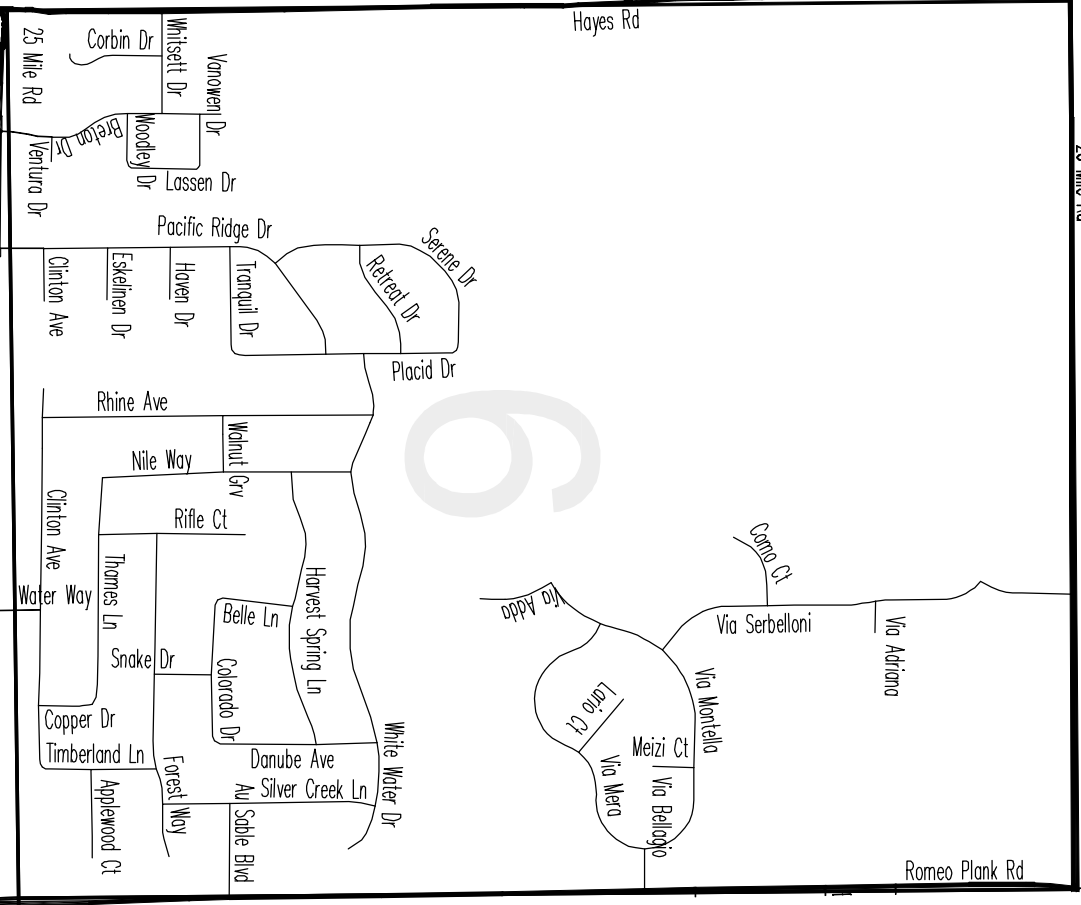 Hayes Rd
25 Mile Rd
Corbin Dr
Whitsett Dr
Vanowen Dr
Breton Dr
Woodley Dr
Ventura Dr
Lassen Dr
Pacific Ridge Dr
Serene Dr
Clinton Ave
Eskelinen Dr
Haven Dr
Tranquil Dr
Retreat Dr
Placid Dr
Rhine Ave
Walnut Grv
Nile Way
6
Clinton Ave
Rifle Ct
Como Ct
Thames Ln
Harvest Spring Ln
Water Way
Belle Ln
Via Adda
Via Serbelloni
Via Adriana
Snake Dr
Colorado Dr
Lario Ct
Via Montella
Copper Dr
White Water Dr
Timberland Ln
Danube Ave
Meizi Ct
Forest Way
Silver Creek Ln
Via Mera
Via Bellagio
Applewood Ct
Au Sable Blvd
Romeo Plank Rd